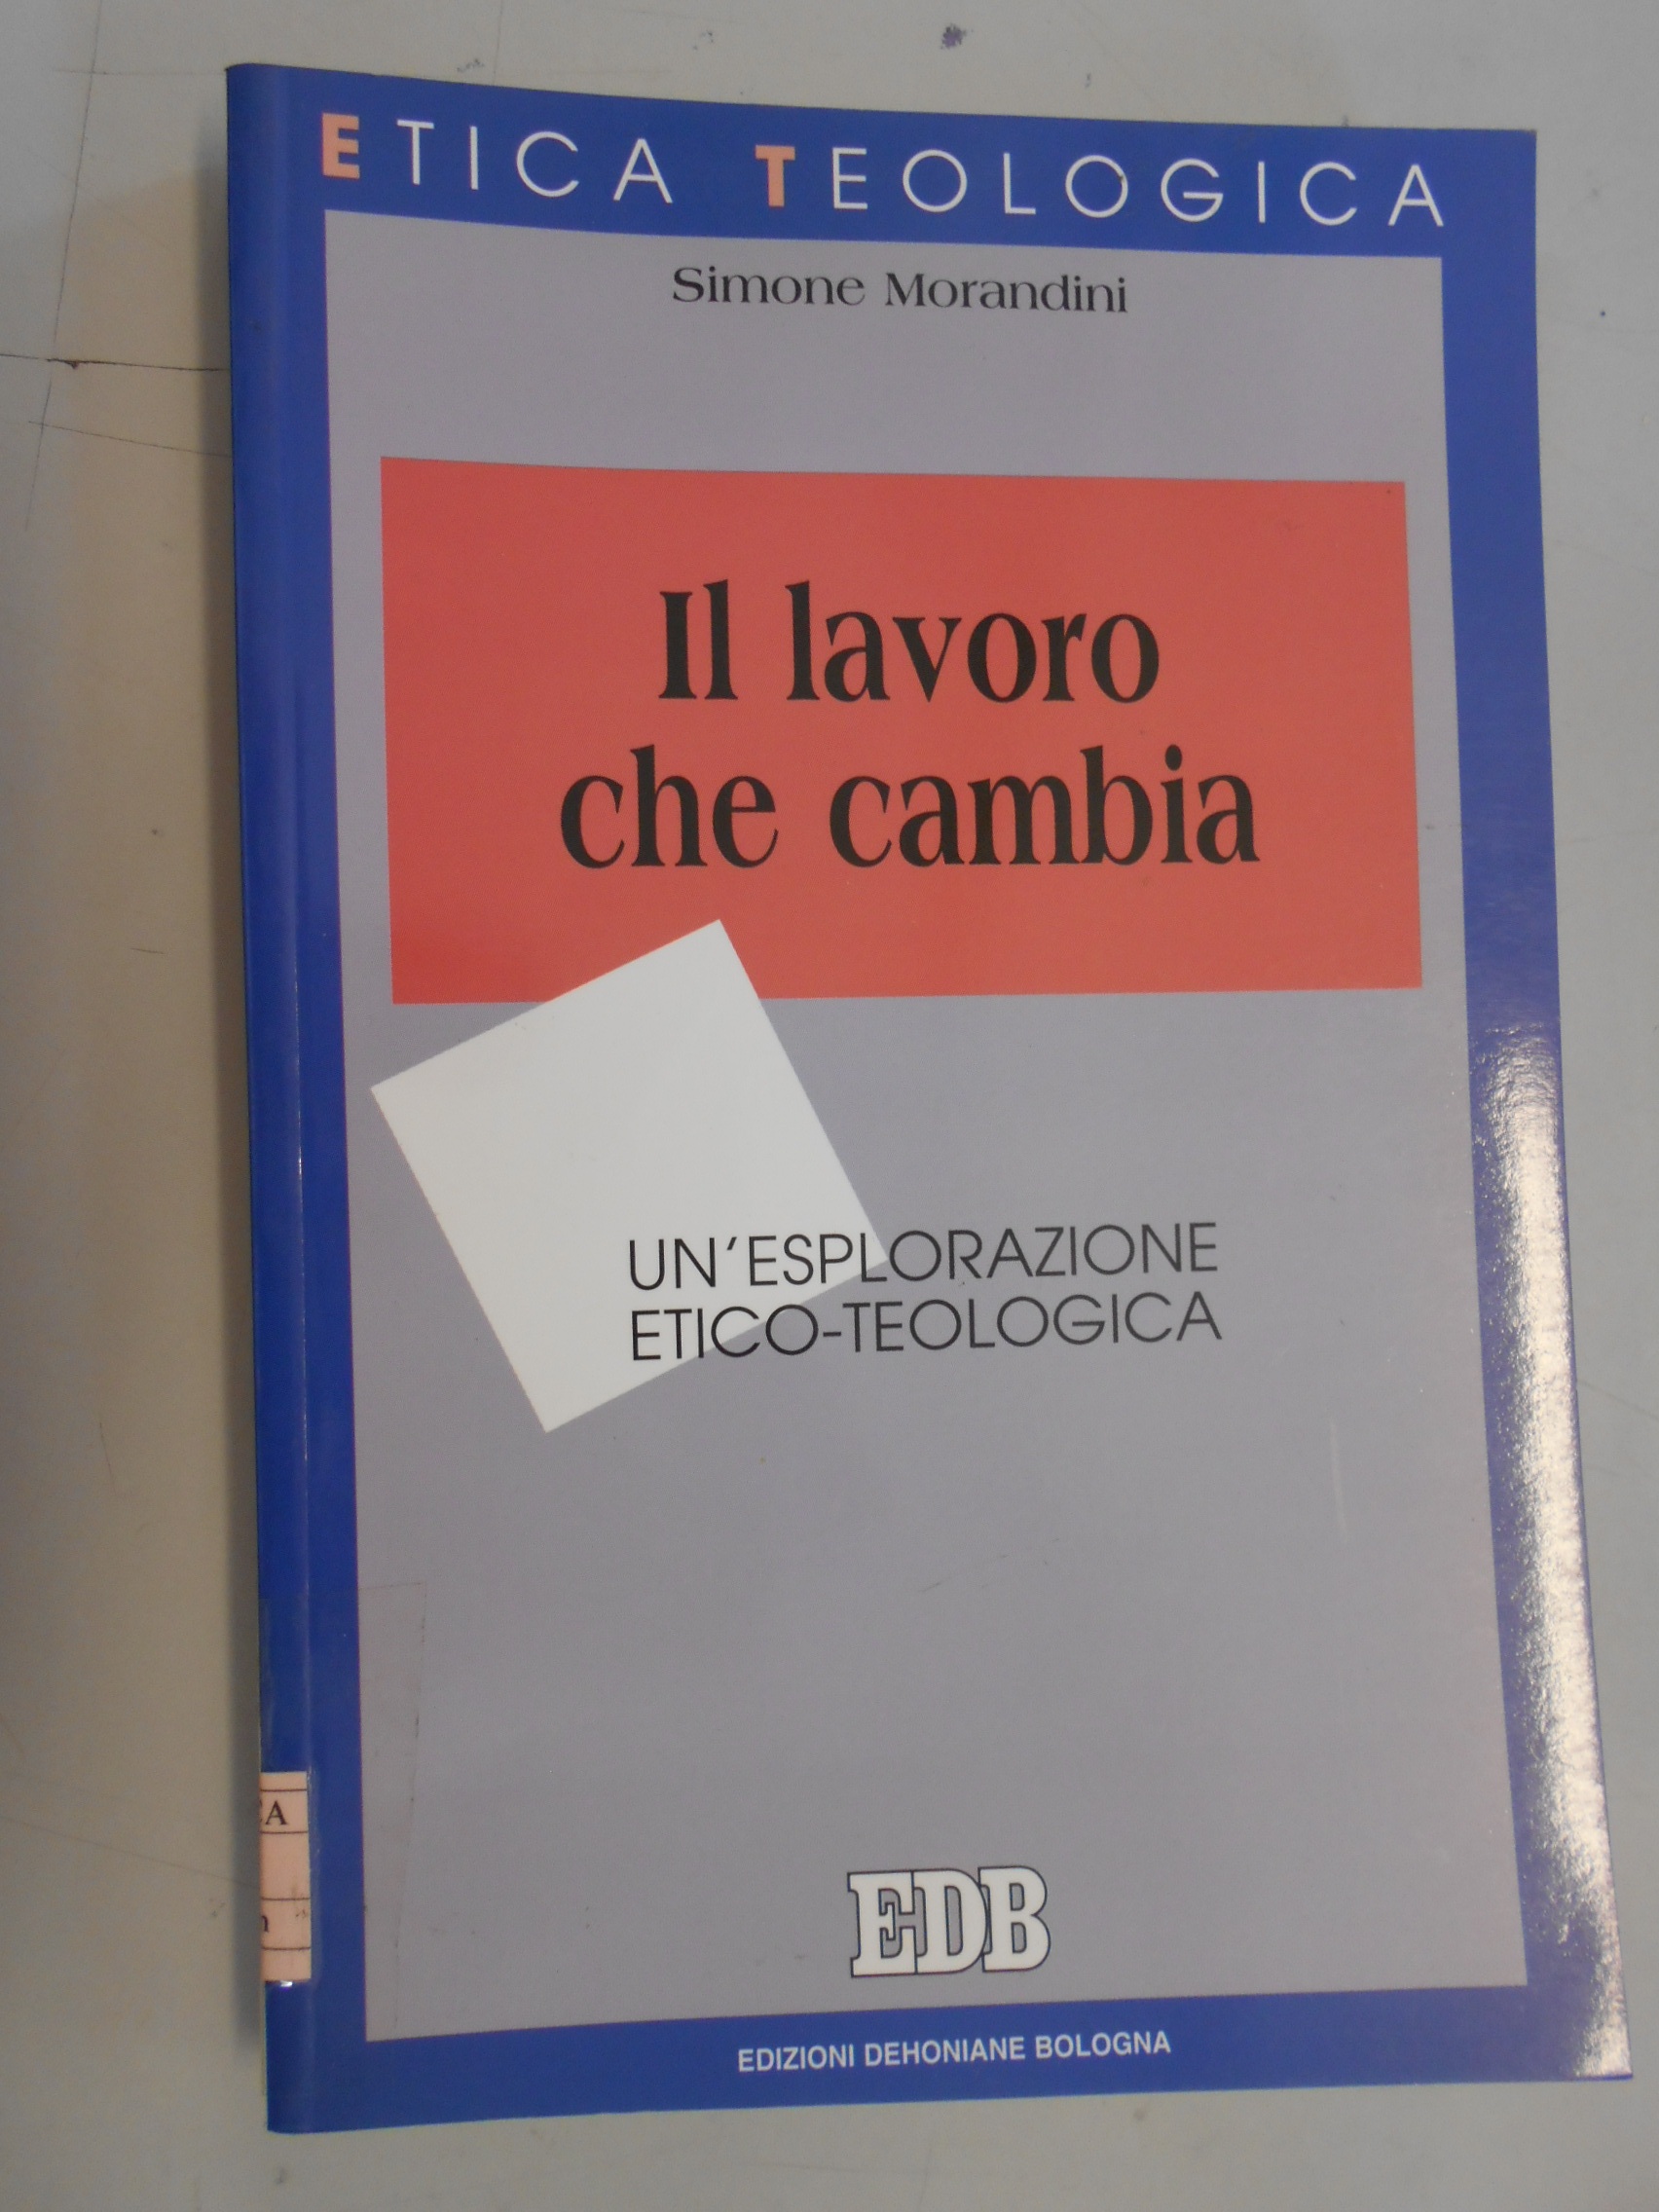 ETICA TEOLOGICA
Simone Morandini
Il lavoro
che cambia
UN'ESPLORAZIONE
ETICO-TEOLOGICA
EDB
EDIZIONI DEHONIANE BOLOGNA